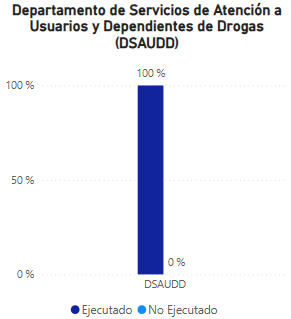 Departamento de Servicios de Atención a
Usuarios y Dependientes de Drogas
(DSAUDD)
100 %
100 %
50 %
0 %
0 %
DSAUDD
Ejecutado No Ejecutado